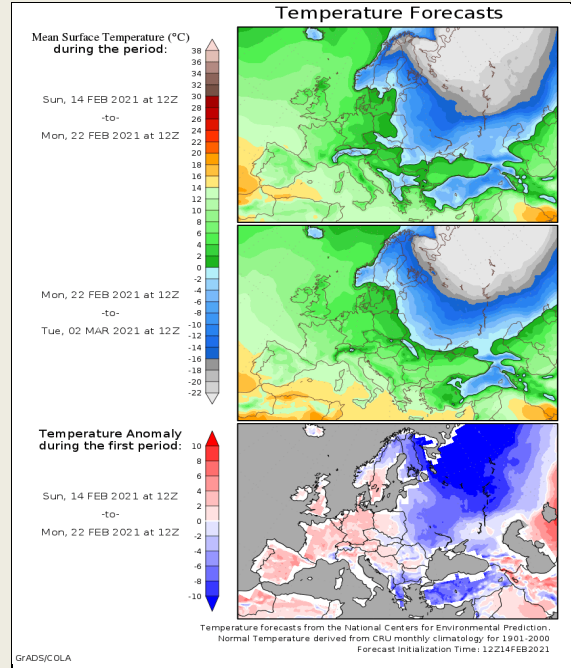 Temperature Forecasts
Mean Surface Temperature (°C)
during the period:
38
36
34
32
30
28
26
24
22
20
18
16
14
12
10
8
6
4
2
0
-2
-4
-6
-8
-10
-12
-14
-16
-18
-20
-22
Sun, 14 FEB 2021 at 12Z
-to-
Mon, 22 FEB 2021 at 12Z
Mon, 22 FEB 2021 at 12Z
-to-
Tue, 02 MAR 2021 at 12Z
Temperature Anomaly
during the first period:
10
8
6
4
2
0
-2
-4
-6
-8
-10
Sun, 14 FEB 2021 at 12Z
-to-
Mon, 22 FEB 2021 at 12Z
Temperature forecasts from the National Centers for Environmental Prediction.
Normal Temperature derived from CRU monthly climatology for 1901-2000
Forecast Initialization Time: 12Z14FEB2021
GrADS/COLA